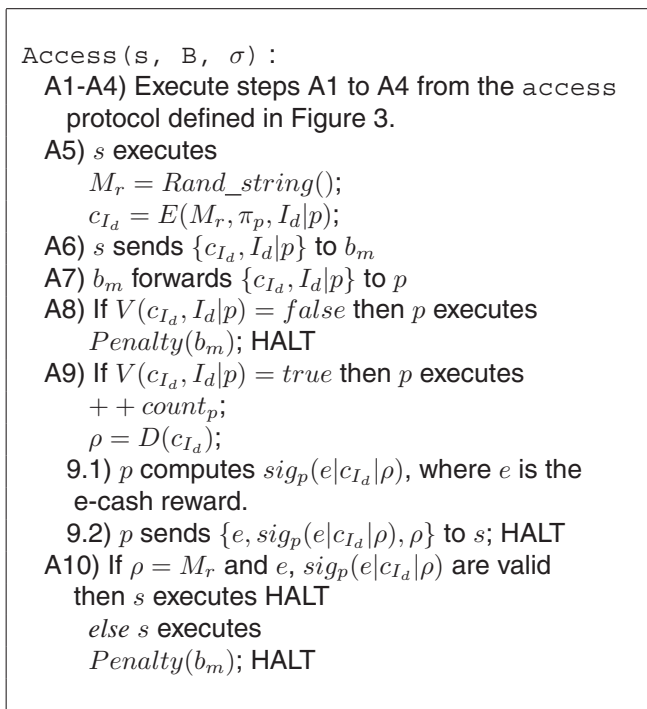 Access(s, B, σ):
A1-A4) Execute steps A1 to A4 from the access
protocol defined in Figure 3.
A5) s executes
M_r = Rand_string();
c_{I_d} = E(M_r, π_p, I_d|p);
A6) s sends {c_{I_d}, I_d|p} to b_m
A7) b_m forwards {c_{I_d}, I_d|p} to p
A8) If V(c_{I_d}, I_d|p) = false then p executes
Penalty(b_m); HALT
A9) If V(c_{I_d}, I_d|p) = true then p executes
+ + count_p;
ρ = D(c_{I_d});
9.1) p computes sig_p(e|c_{I_d}|ρ), where e is the
e-cash reward.
9.2) p sends {e, sig_p(e|c_{I_d}|ρ), ρ} to s; HALT
A10) If ρ = M_r and e, sig_p(e|c_{I_d}|ρ) are valid
then s executes HALT
else s executes
Penalty(b_m); HALT